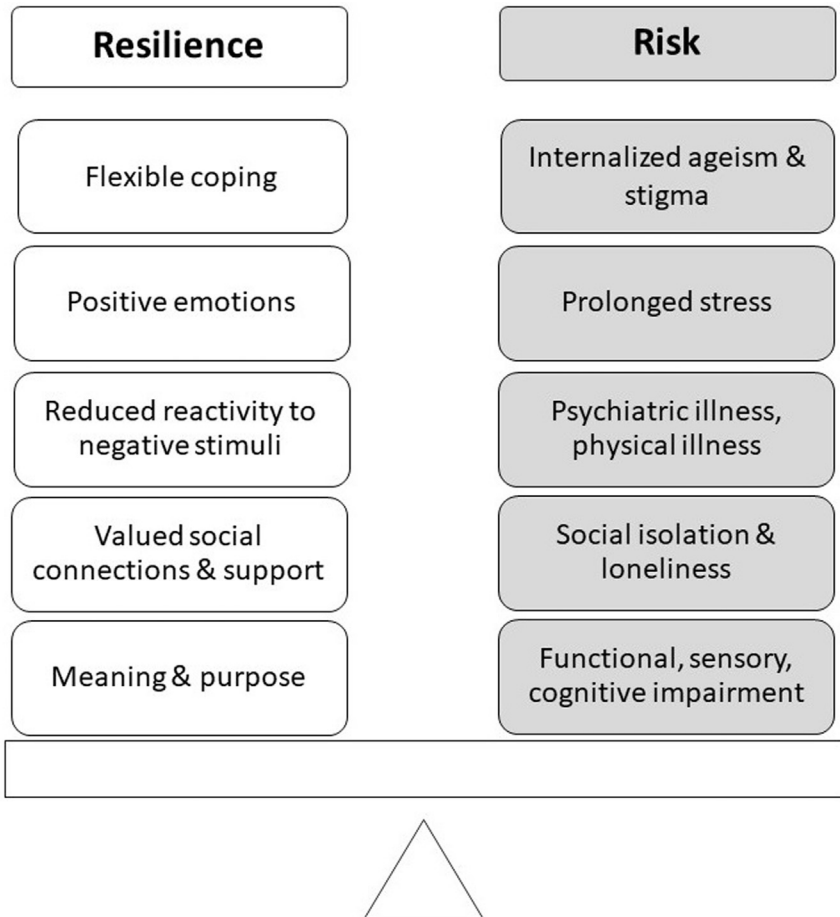 Resilience
Flexible coping
Positive emotions
Reduced reactivity to
negative stimuli
Valued social
connections & support
Meaning & purpose
Risk
Internalized ageism &
stigma
Prolonged stress
Psychiatric illness,
physical illness
Social isolation &
loneliness
Functional, sensory,
cognitive impairment